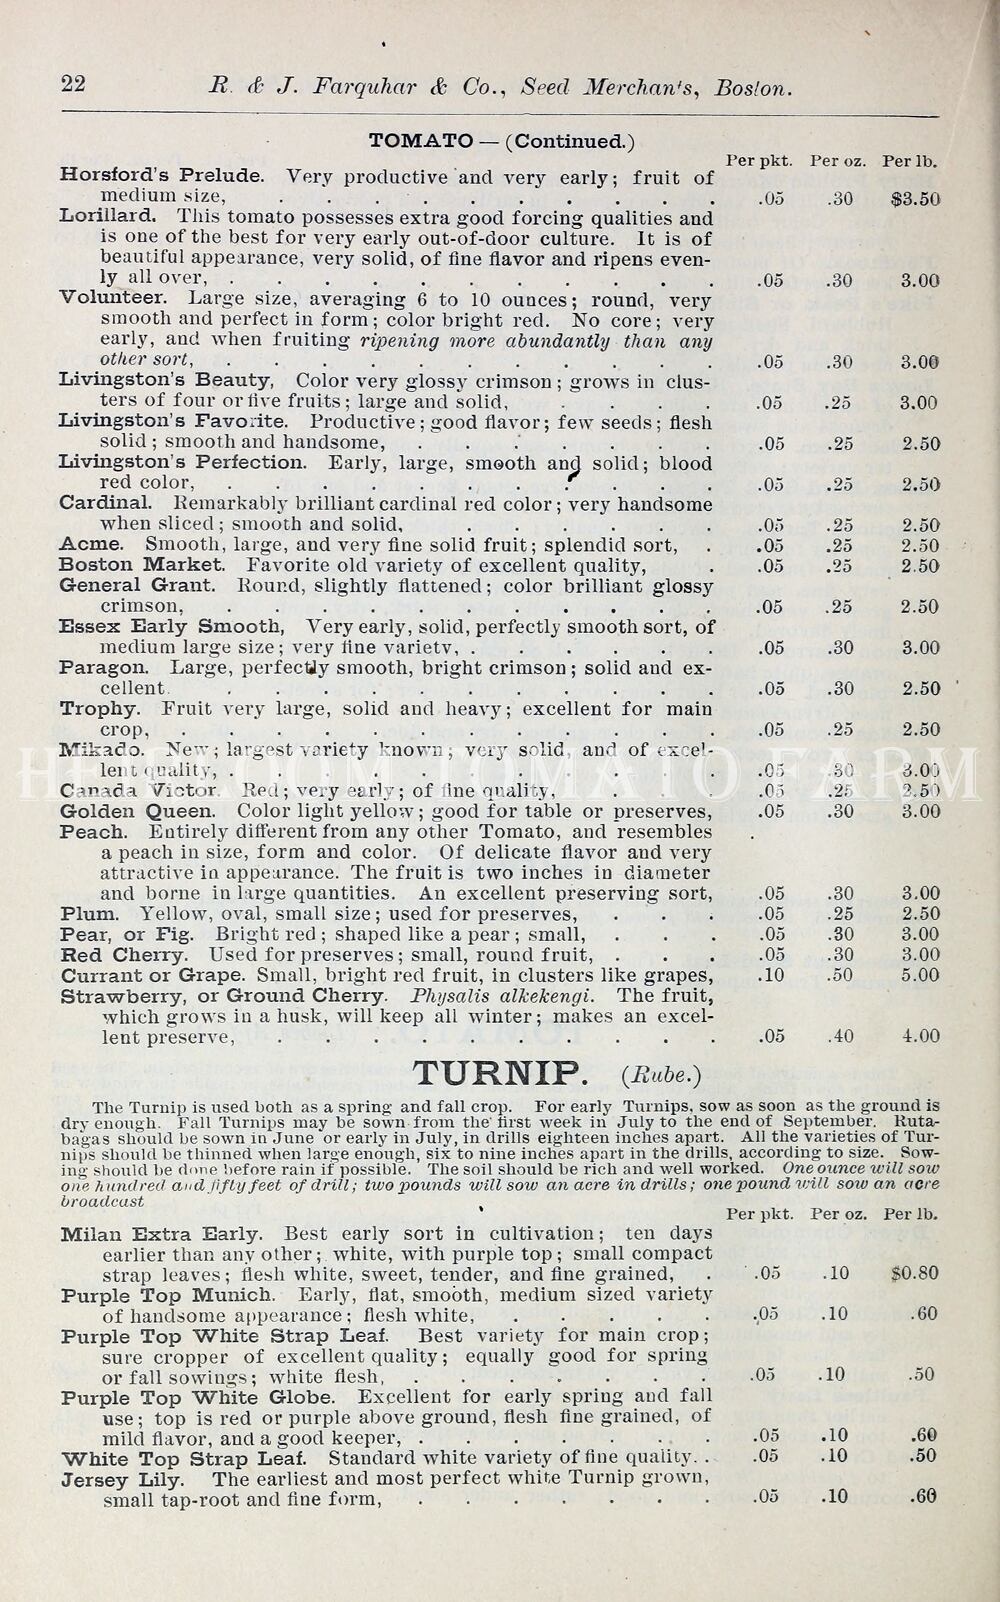 22 R. & J. Farquhar & Co., Seed Merchants, Boston.
TOMATO — (Continued.)
Per pkt. Per oz. Per lb.
Horsford's Prelude. Very productive and very early; fruit of
medium size, . . . . . . . . . . .05 .30 $3.50
Lorillard. This tomato possesses extra good forcing qualities and
is one of the best for very early out-of-door culture. It is of
beautiful appearance, very solid, of fine flavor and ripens even-
ly all over, . . . . . . . . . . . .05 .30 3.00
Volunteer. Large size, averaging 6 to 10 ounces; round, very
smooth and perfect in form; color bright red. No core; very
early, and when fruiting ripening more abundantly than any
other sort, . . . . . . . . . . . .05 .30 3.00
Livingston's Beauty, Color very glossy crimson; grows in clus-
ters of four or five fruits; large and solid, . . . . .05 .25 3.00
Livingston's Favorite. Productive; good flavor; few seeds; flesh
solid; smooth and handsome, . . . . . . . .05 .25 2.50
Livingston's Perfection. Early, large, smooth and solid; blood
red color, . . . . . . . . . . . .05 .25 2.50
Cardinal. Remarkably brilliant cardinal red color; very handsome
when sliced; smooth and solid, . . . . . . .05 .25 2.50
Acme. Smooth, large, and very fine solid fruit; splendid sort, . .05 .25 2.50
Boston Market. Favorite old variety of excellent quality, . .05 .25 2.50
General Grant. Round, slightly flattened; color brilliant glossy
crimson, . . . . . . . . . . . .05 .25 2.50
Essex Early Smooth, Very early, solid, perfectly smooth sort, of
medium large size; very fine variety, . . . . . . .05 .30 3.00
Paragon. Large, perfectly smooth, bright crimson; solid and ex-
cellent. . . . . . . . . . . . .05 .30 2.50
Trophy. Fruit very large, solid and heavy; excellent for main
crop, . . . . . . . . . . . . .05 .25 2.50
Mikado. New; largest variety known; very solid, and of excel-
lent quality, . . . . . . . . . . . .05 .30 3.00
HEIRLOOM TOMATO FARM
Canada Victor. Red; very early; of fine quality, . . . .05 .25 2.50
Golden Queen. Color light yellow; good for table or preserves, .05 .30 3.00
Peach. Entirely different from any other Tomato, and resembles
a peach in size, form and color. Of delicate flavor and very
attractive in appearance. The fruit is two inches in diameter
and borne in large quantities. An excellent preserving sort, .05 .30 3.00
Plum. Yellow, oval, small size; used for preserves, . . . .05 .25 2.50
Pear, or Fig. Bright red; shaped like a pear; small, . . . .05 .30 3.00
Red Cherry. Used for preserves; small, round fruit, . . . .05 .30 3.00
Currant or Grape. Small, bright red fruit, in clusters like grapes, .10 .50 5.00
Strawberry, or Ground Cherry. Physalis alkekengi. The fruit,
which grows in a husk, will keep all winter; makes an excel-
lent preserve, . . . . . . . . . . .05 .40 4.00
TURNIP. (Rube.)
The Turnip is used both as a spring and fall crop. For early Turnips, sow as soon as the ground is
dry enough. Fall Turnips may be sown from the first week in July to the end of September. Ruta-
bagas should be sown in June or early in July, in drills eighteen inches apart. All the varieties of Tur-
nips should be thinned when large enough, six to nine inches apart in the drills, according to size. Sow-
ing should be done before rain if possible. The soil should be rich and well worked. One ounce will sow
one hundred and fifty feet of drill; two pounds will sow an acre in drills; one pound will sow an acre
broadcast
Per pkt. Per oz. Per lb.
Milan Extra Early. Best early sort in cultivation; ten days
earlier than any other; white, with purple top; small compact
strap leaves; flesh white, sweet, tender, and fine grained, . .05 .10 $0.80
Purple Top Munich. Early, flat, smooth, medium sized variety
of handsome appearance; flesh white, . . . . . .05 .10 .60
Purple Top White Strap Leaf. Best variety for main crop;
sure cropper of excellent quality; equally good for spring
or fall sowings; white flesh, . . . . . . . .05 .10 .50
Purple Top White Globe. Excellent for early spring and fall
use; top is red or purple above ground, flesh fine grained, of
mild flavor, and a good keeper, . . . . . . . .05 .10 .60
White Top Strap Leaf. Standard white variety of fine quality. . .05 .10 .50
Jersey Lily. The earliest and most perfect white Turnip grown,
small tap-root and fine form, . . . . . . . .05 .10 .60